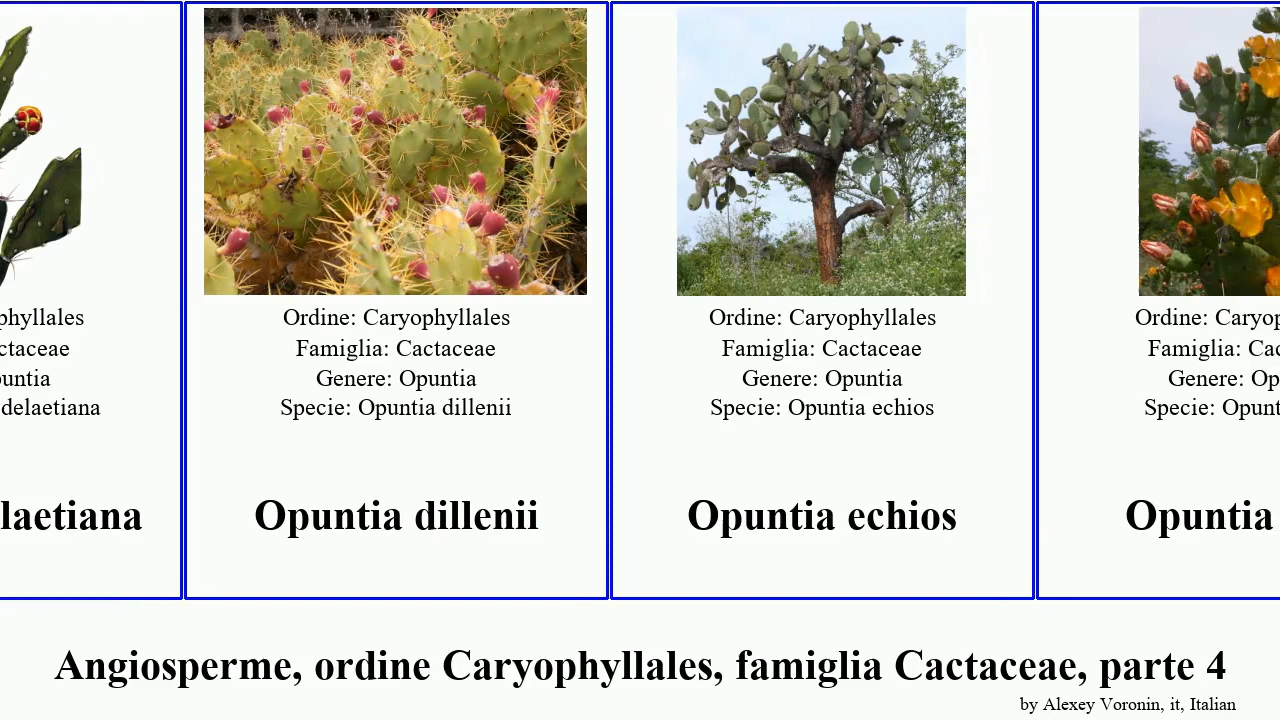 phyllales
ctaceae
puntia
delaetiana
laetiana
Ordine: Caryophyllales
Famiglia: Cactaceae
Genere: Opuntia
Specie: Opuntia dillenii
Opuntia dillenii
Ordine: Caryophyllales
Famiglia: Cactaceae
Genere: Opuntia
Specie: Opuntia echios
Opuntia echios
Ordine: Caryop
Famiglia: Cac
Genere: Op
Specie: Opunt
Opuntia
Angiosperme, ordine Caryophyllales, famiglia Cactaceae, parte 4
by Alexey Voronin, it, Italian